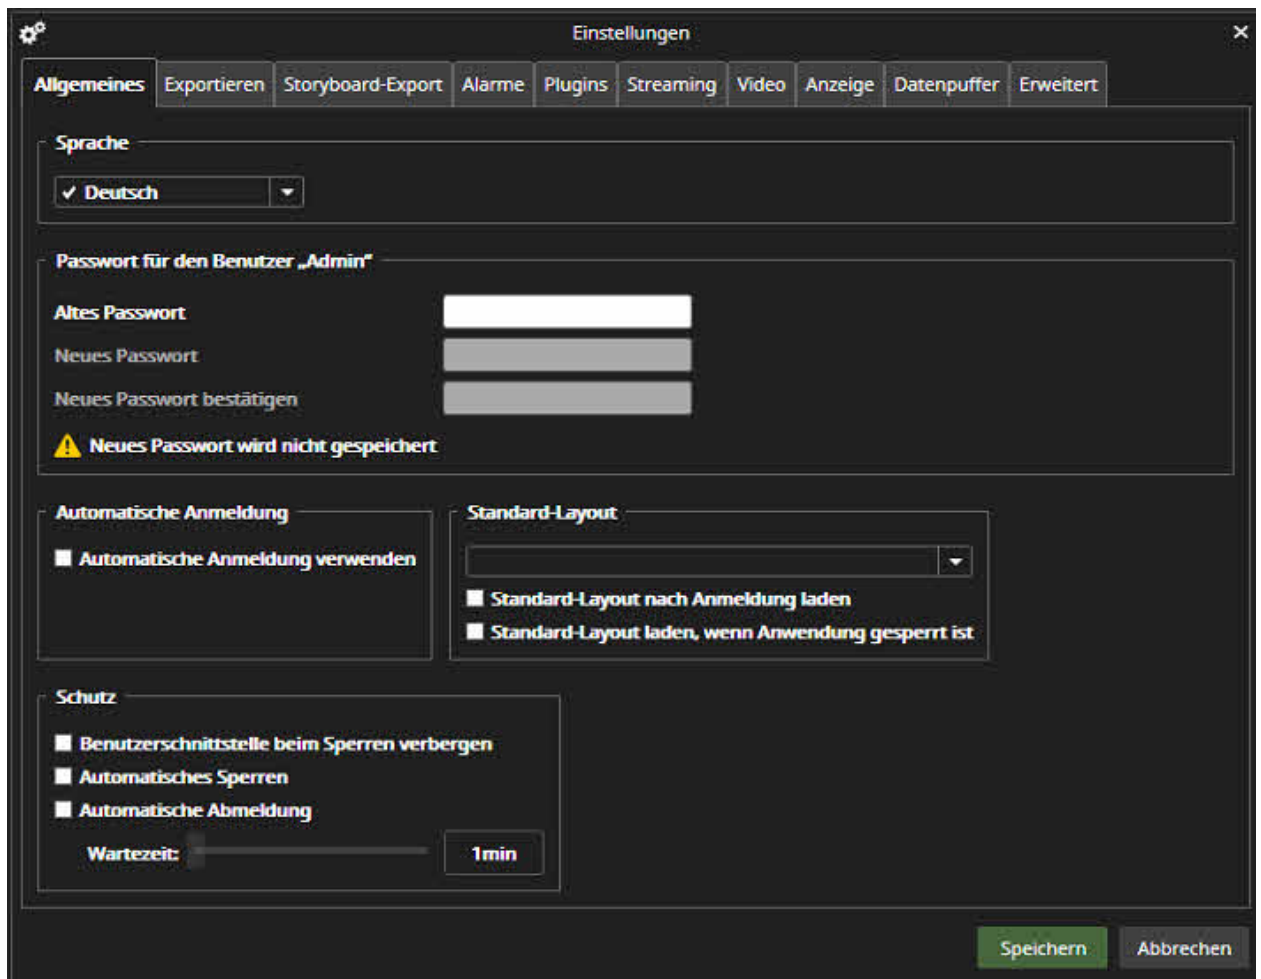 Einstellungen
Allgemeines Exportieren Storyboard-Export Alarme Plugins Streaming Video Anzeige Datenpuffer Erweitert
Sprache
Deutsch
Passwort für den Benutzer „Admin“
Altes Passwort
Neues Passwort
Neues Passwort bestätigen
Neues Passwort wird nicht gespeichert
Automatische Anmeldung
Automatische Anmeldung verwenden
Standard-Layout
Standard-Layout nach Anmeldung laden
Standard-Layout laden, wenn Anwendung gesperrt ist
Schutz
Benutzerschnittstelle beim Sperren verbergen
Automatisches Sperren
Automatische Abmeldung
Wartezeit: 1min
Speichern Abbrechen